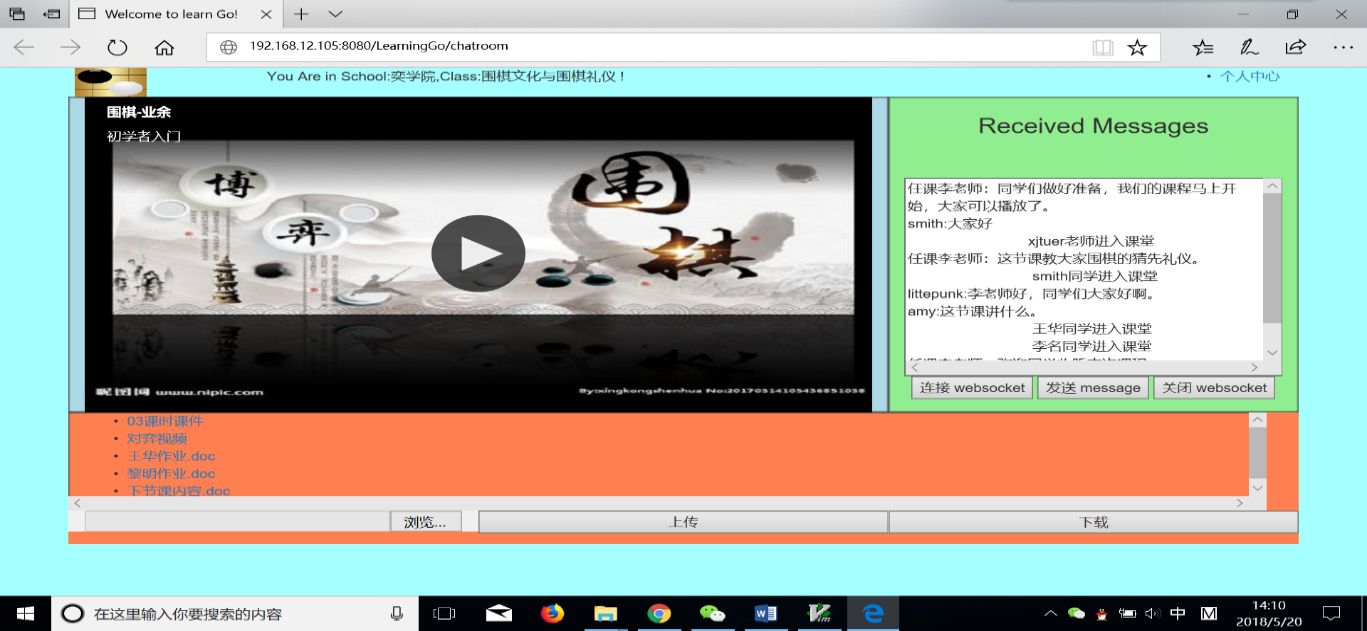 Welcome to learn Go!
192.168.12.105:8080/LearningGo/chatroom
You Are in School:奕学院,Class:围棋文化与围棋礼仪！
个人中心
围棋-业余
初学者入门
博
弈
围
棋
昵图网 www.nipic.com
By:xingkongshenhua No:20170314105436851038
Received Messages
任课李老师：同学们做好准备，我们的课程马上开
始，大家可以播放了。
smith:大家好
xjtuer老师进入课堂
任课李老师：这节课教大家围棋的猜先礼仪。
smith同学进入课堂
littepunk:李老师好，同学们大家好啊。
amy:这节课讲什么。
王华同学进入课堂
李名同学进入课堂
连接 websocket
发送 message
关闭 websocket
03课时课件
对弈视频
王华作业.doc
黎明作业.doc
下节课内容.doc
浏览...
上传
下载
在这里输入你要搜索的内容
中
M
14:10
2018/5/20